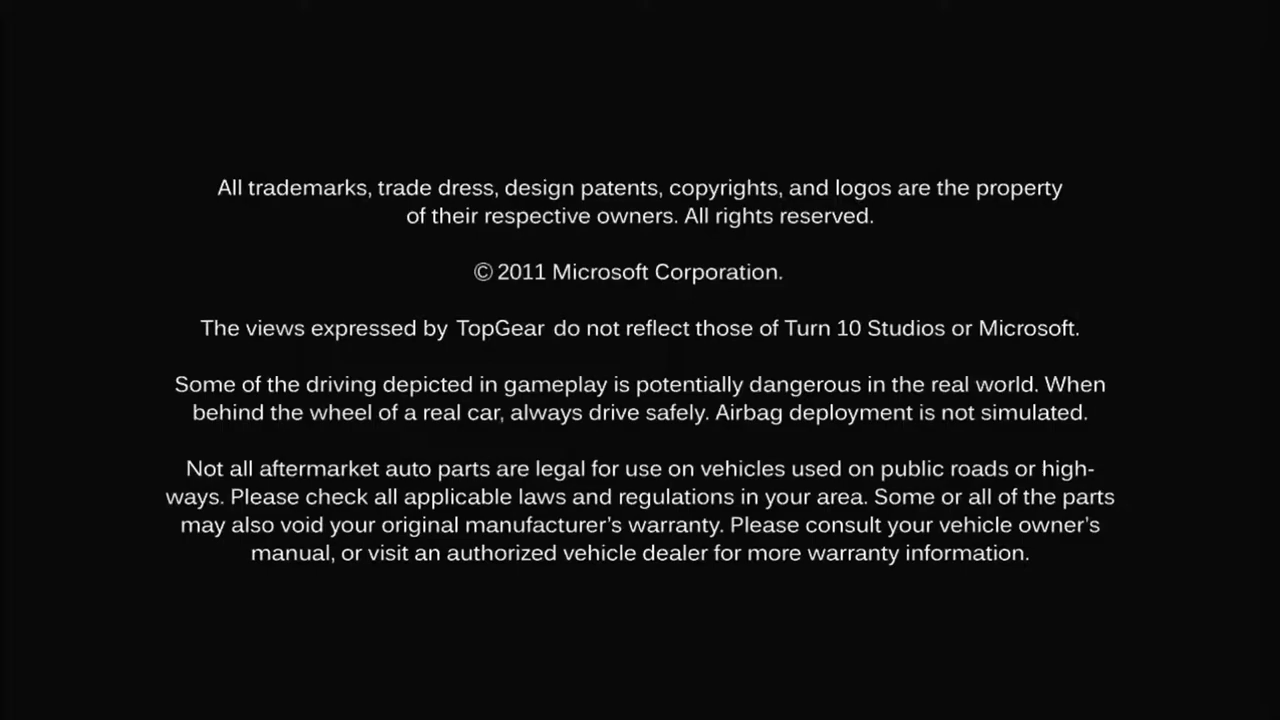 All trademarks, trade dress, design patents, copyrights, and logos are the property
of their respective owners. All rights reserved.
© 2011 Microsoft Corporation.
The views expressed by TopGear do not reflect those of Turn 10 Studios or Microsoft.
Some of the driving depicted in gameplay is potentially dangerous in the real world. When
behind the wheel of a real car, always drive safely. Airbag deployment is not simulated.
Not all aftermarket auto parts are legal for use on vehicles used on public roads or high-
ways. Please check all applicable laws and regulations in your area. Some or all of the parts
may also void your original manufacturer's warranty. Please consult your vehicle owner's
manual, or visit an authorized vehicle dealer for more warranty information.